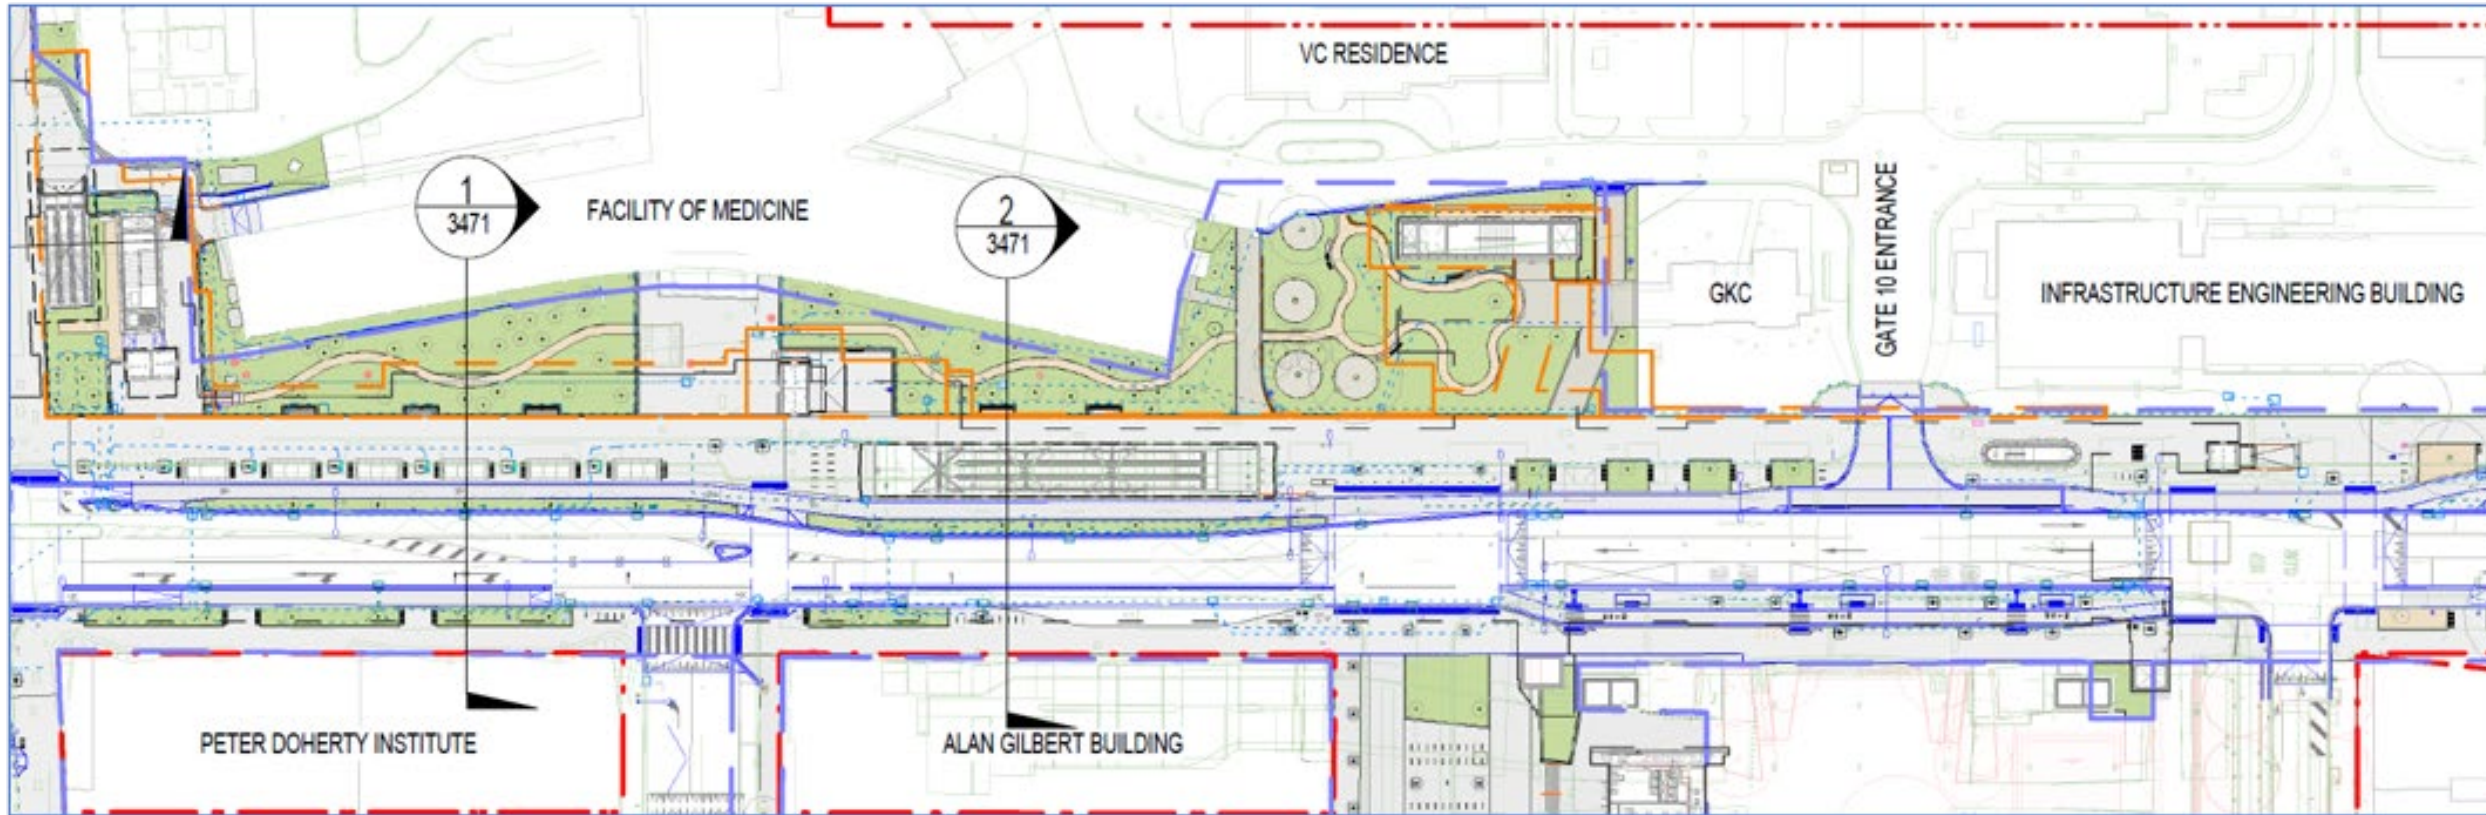 VC RESIDENCE
1
3471
FACILITY OF MEDICINE
2
3471
GATE 10 ENTRANCE
GKC
INFRASTRUCTURE ENGINEERING BUILDING
PETER DOHERTY INSTITUTE
ALAN GILBERT BUILDING